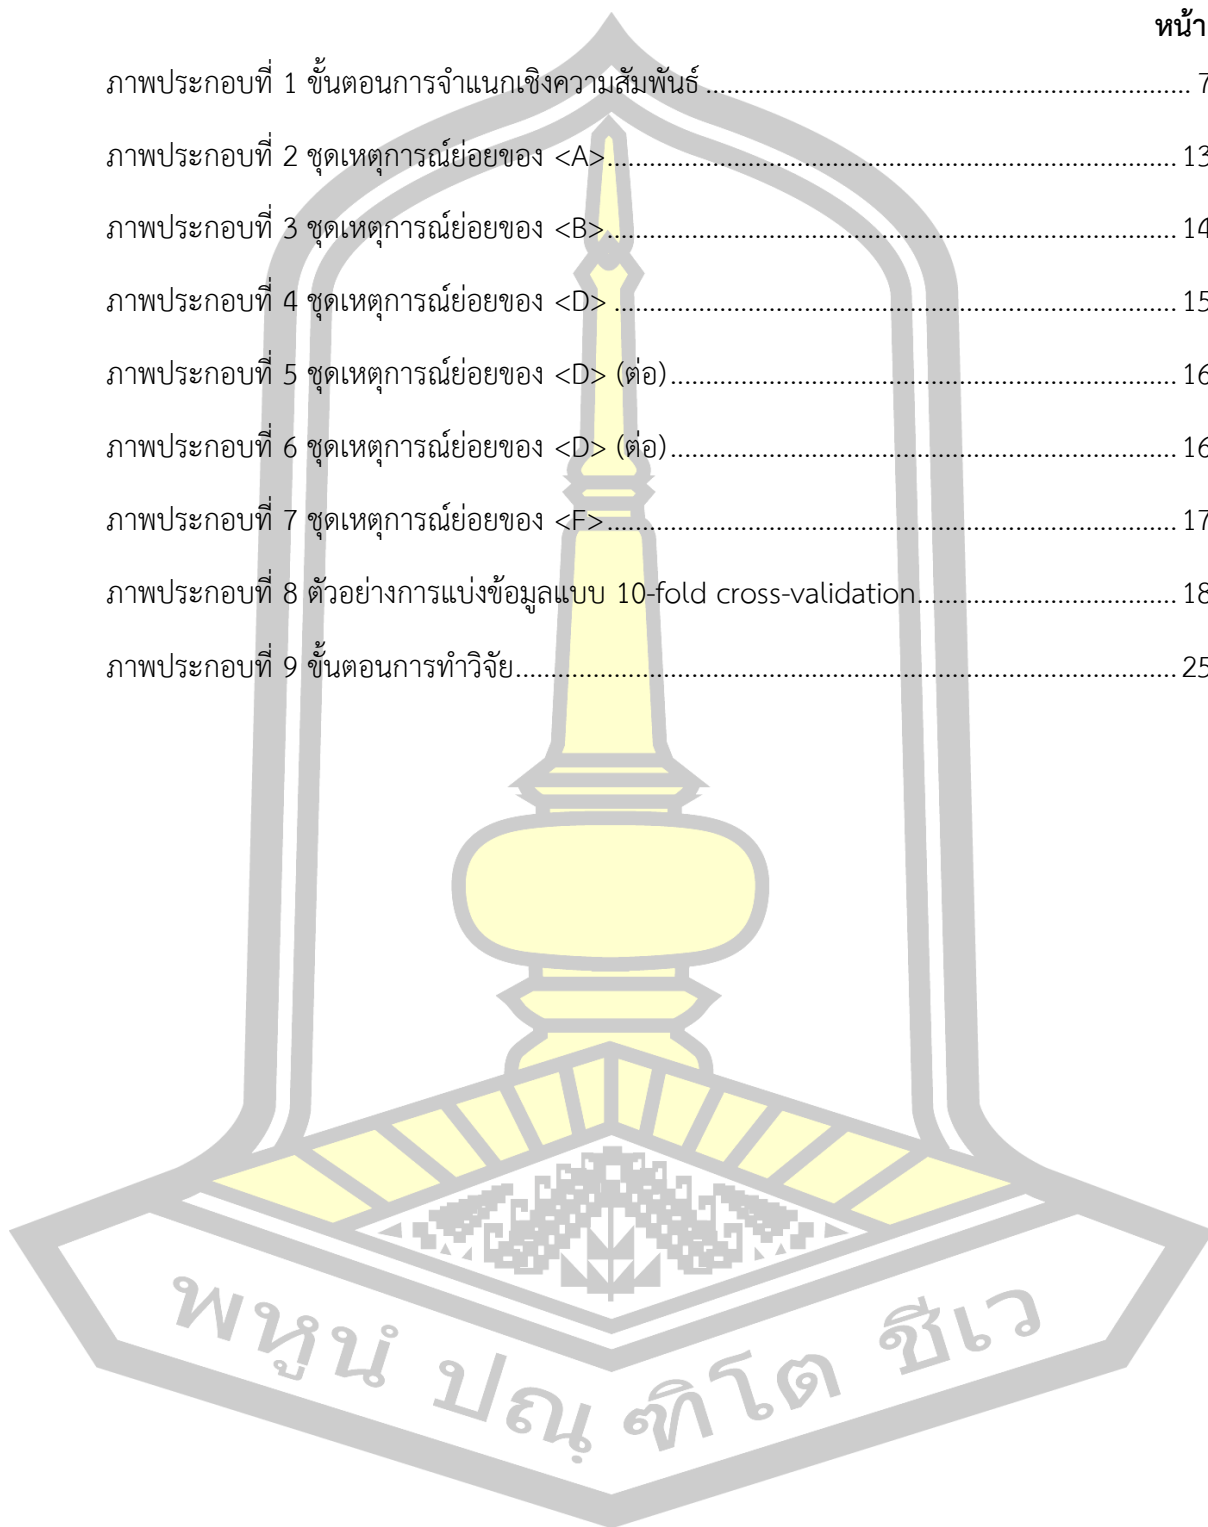 หน้า
ภาพประกอบที่ 1 ขั้นตอนการจำแนกเชิงความสัมพันธ์ ........................................................... 7
ภาพประกอบที่ 2 ชุดเหตุการณ์ย่อยของ <A>..................................................................... 13
ภาพประกอบที่ 3 ชุดเหตุการณ์ย่อยของ <B>..................................................................... 14
ภาพประกอบที่ 4 ชุดเหตุการณ์ย่อยของ <D> .................................................................... 15
ภาพประกอบที่ 5 ชุดเหตุการณ์ย่อยของ <D> (ต่อ)............................................................. 16
ภาพประกอบที่ 6 ชุดเหตุการณ์ย่อยของ <D> (ต่อ)............................................................. 16
ภาพประกอบที่ 7 ชุดเหตุการณ์ย่อยของ <F>..................................................................... 17
ภาพประกอบที่ 8 ตัวอย่างการแบ่งข้อมูลแบบ 10-fold cross-validation............................... 18
ภาพประกอบที่ 9 ขั้นตอนการทำวิจัย................................................................................ 25
พหูนํ ปณฺ ฑิโต ชีเว